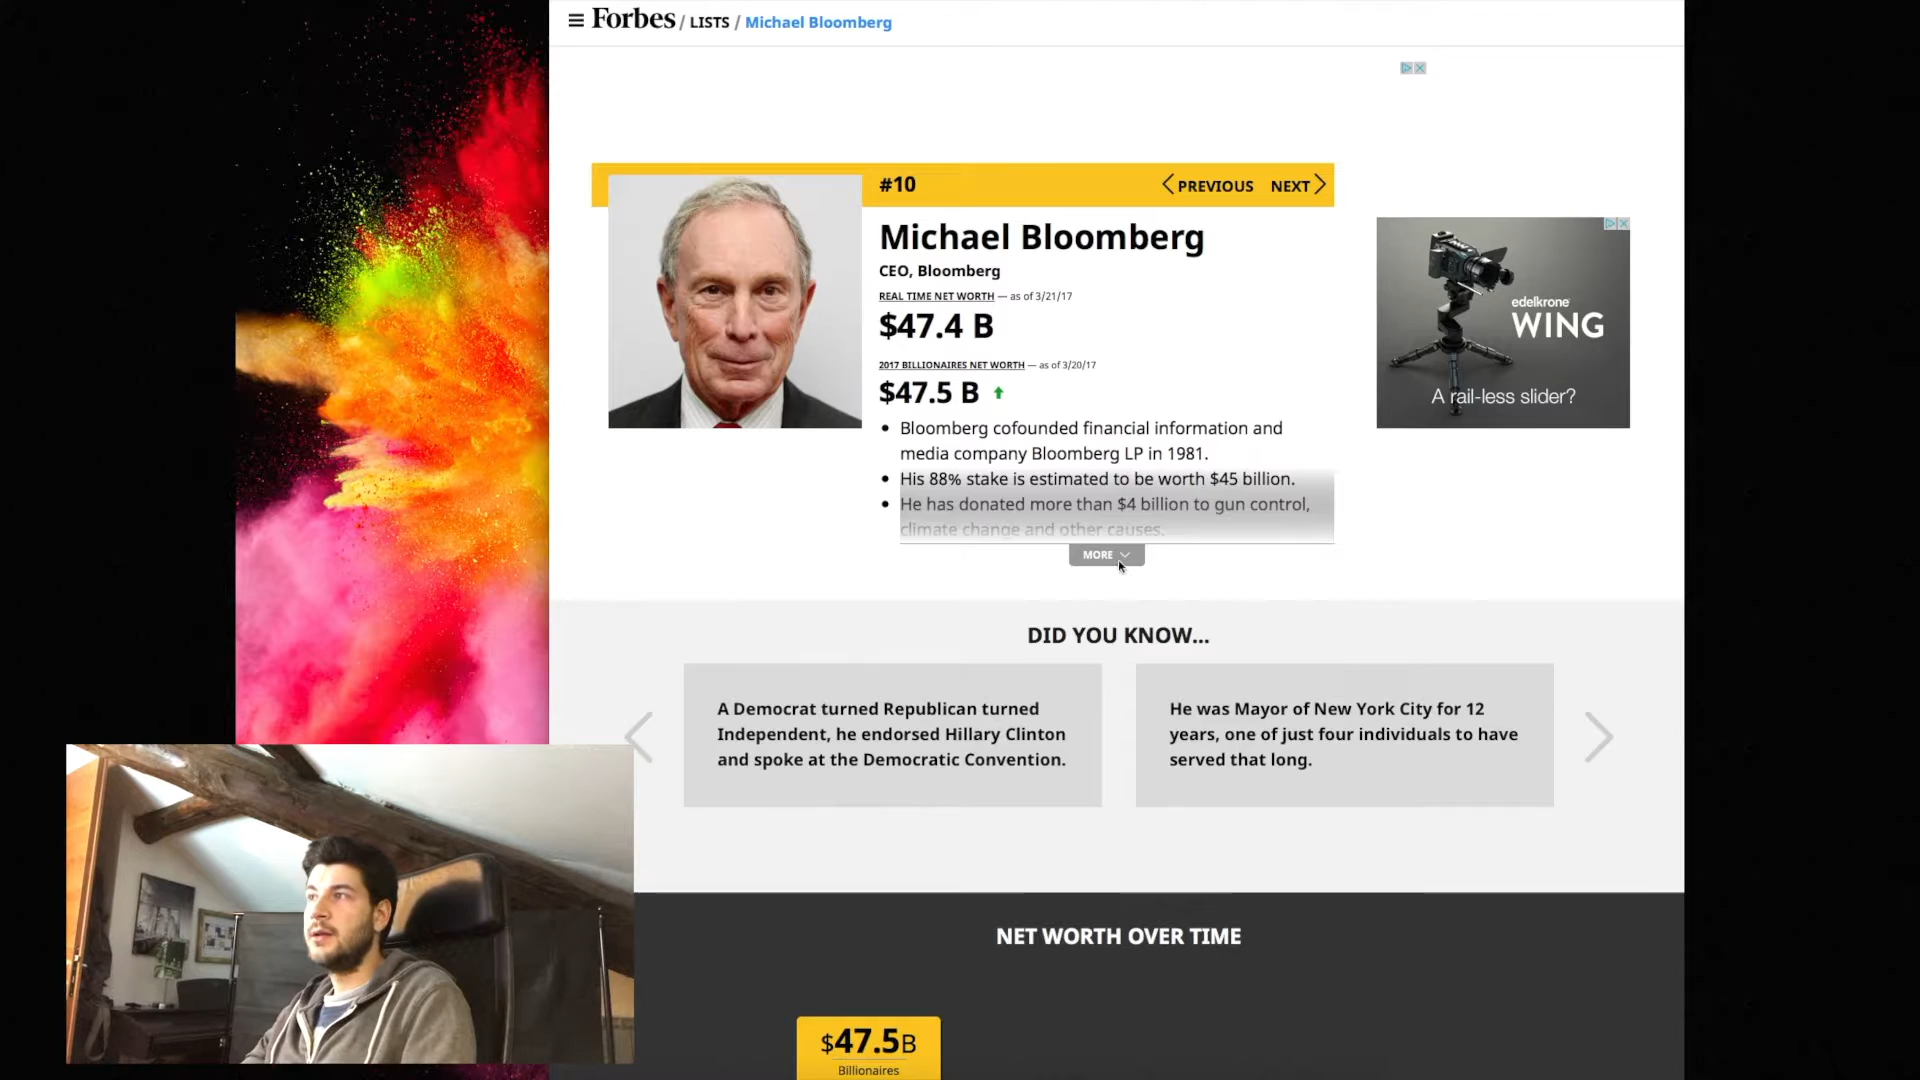 Forbes / LISTS / Michael Bloomberg
#10
PREVIOUS NEXT
Michael Bloomberg
CEO, Bloomberg
REAL TIME NET WORTH — as of 3/21/17
$47.4 B
2017 BILLIONAIRES NET WORTH — as of 3/20/17
$47.5 B
• Bloomberg cofounded financial information and
media company Bloomberg LP in 1981.
• His 88% stake is estimated to be worth $45 billion.
• He has donated more than $4 billion to gun control,
climate change and other causes.
MORE
edelkrone
WING
A rail-less slider?
DID YOU KNOW...
A Democrat turned Republican turned
Independent, he endorsed Hillary Clinton
and spoke at the Democratic Convention.
He was Mayor of New York City for 12
years, one of just four individuals to have
served that long.
NET WORTH OVER TIME
$47.5B
Billionaires